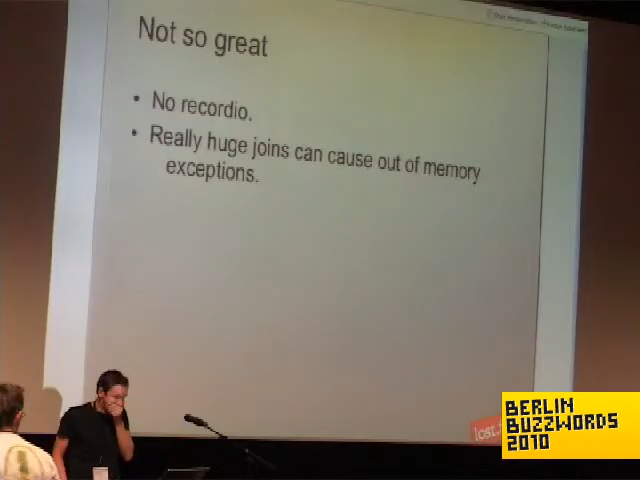 Not so great
• No recordio.
• Really huge joins can cause out of memory
exceptions.
BERLIN
BUZZWORDS
2010